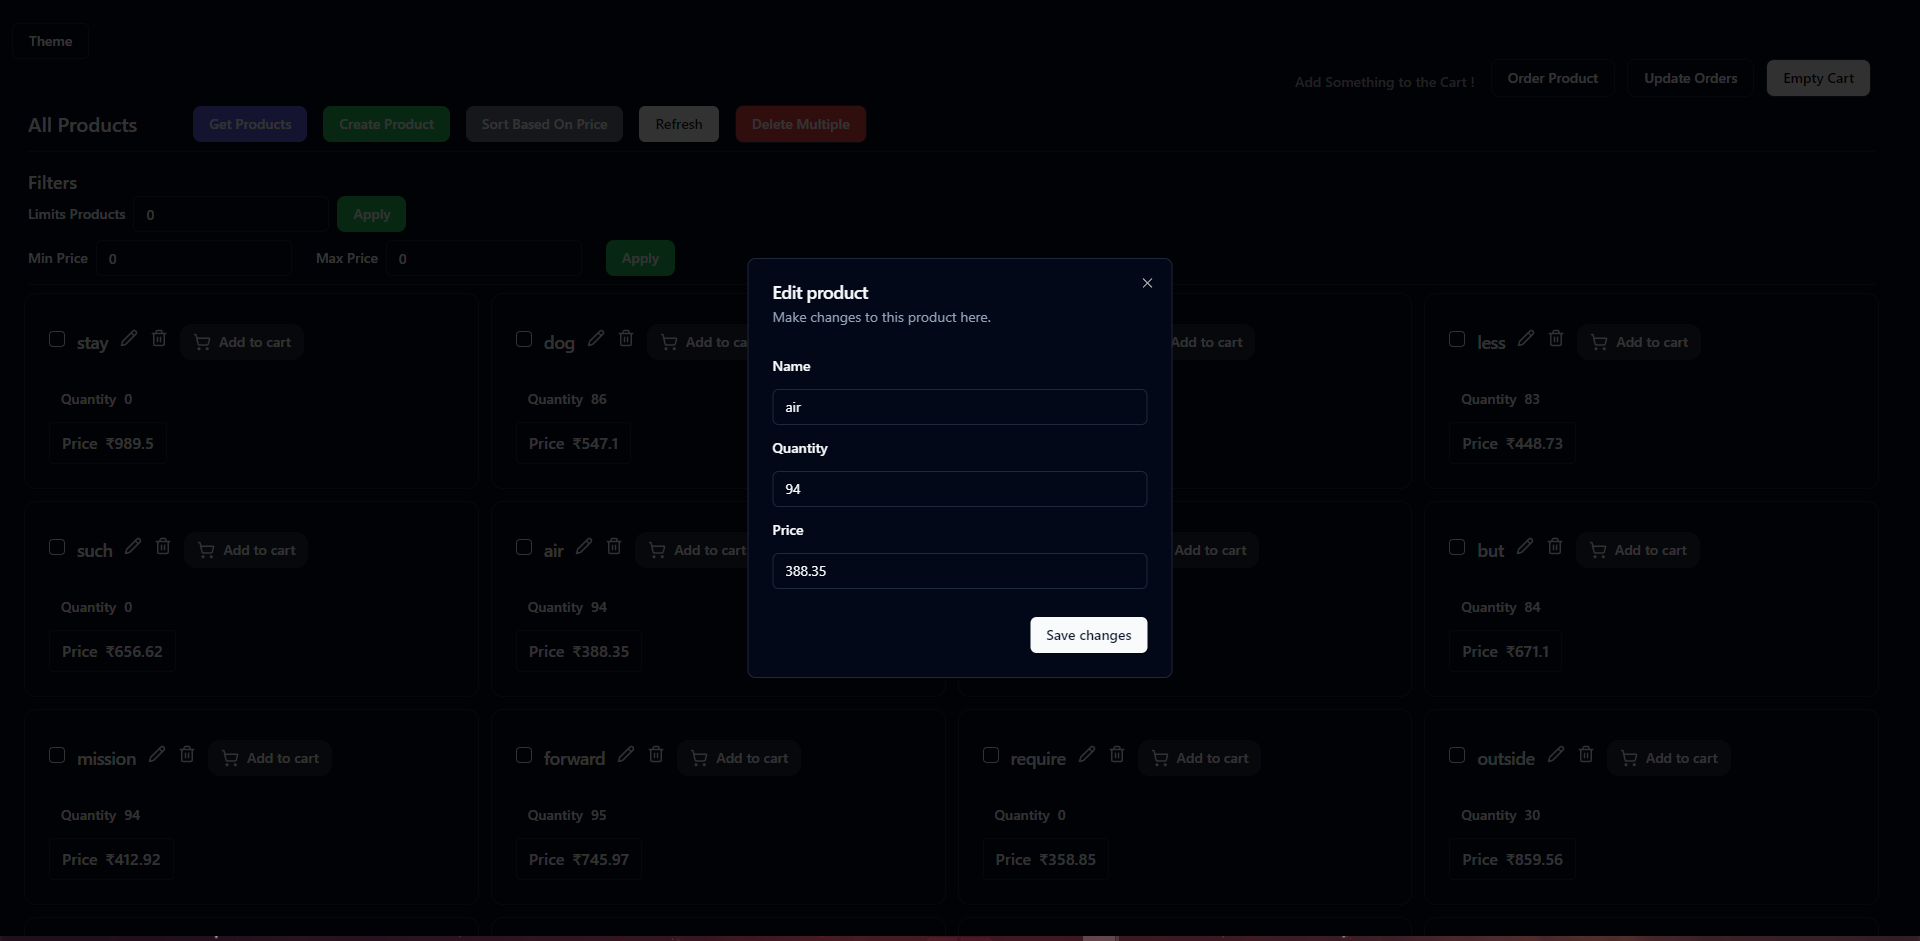 Theme
Add Something to the Cart !
Order Product
Update Orders
Empty Cart
All Products
Get Products
Create Product
Sort Based On Price
Refresh
Delete Multiple
Filters
Limits Products 0 Apply
Min Price 0 Max Price 0 Apply
Edit product
Make changes to this product here.
Name
air
Quantity
94
Price
388.35
Save changes
stay Add to cart
Quantity 0
Price ₹989.5
dog Add to ca
Quantity 86
Price ₹547.1
Add to cart
less Add to cart
Quantity 83
Price ₹448.73
such Add to cart
Quantity 0
Price ₹656.62
air Add to cart
Quantity 94
Price ₹388.35
Add to cart
but Add to cart
Quantity 84
Price ₹671.1
mission Add to cart
Quantity 94
Price ₹412.92
forward Add to cart
Quantity 95
Price ₹745.97
require Add to cart
Quantity 0
Price ₹358.85
outside Add to cart
Quantity 30
Price ₹859.56